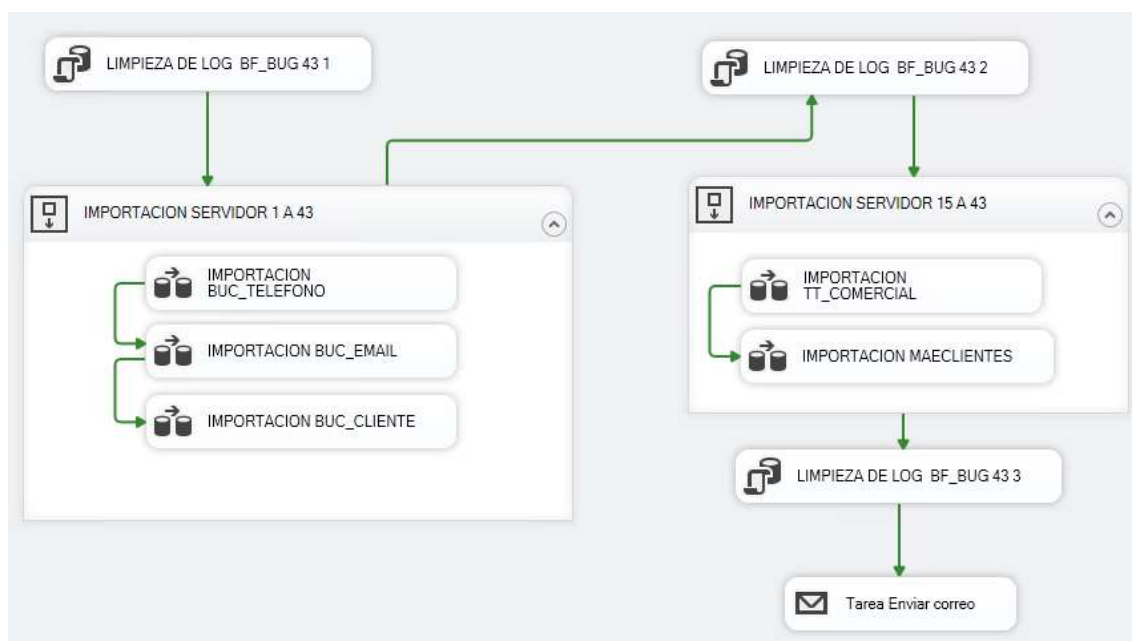 LIMPIEZA DE LOG BF_BUG 43 1
IMPORTACION SERVIDOR 1 A 43
IMPORTACION
BUC_TELEFONO
IMPORTACION BUC_EMAIL
IMPORTACION BUC_CLIENTE
LIMPIEZA DE LOG BF_BUG 43 2
IMPORTACION SERVIDOR 15 A 43
IMPORTACION
TT_COMERCIAL
IMPORTACION MAECLIENTES
LIMPIEZA DE LOG BF_BUG 43 3
Tarea Enviar correo